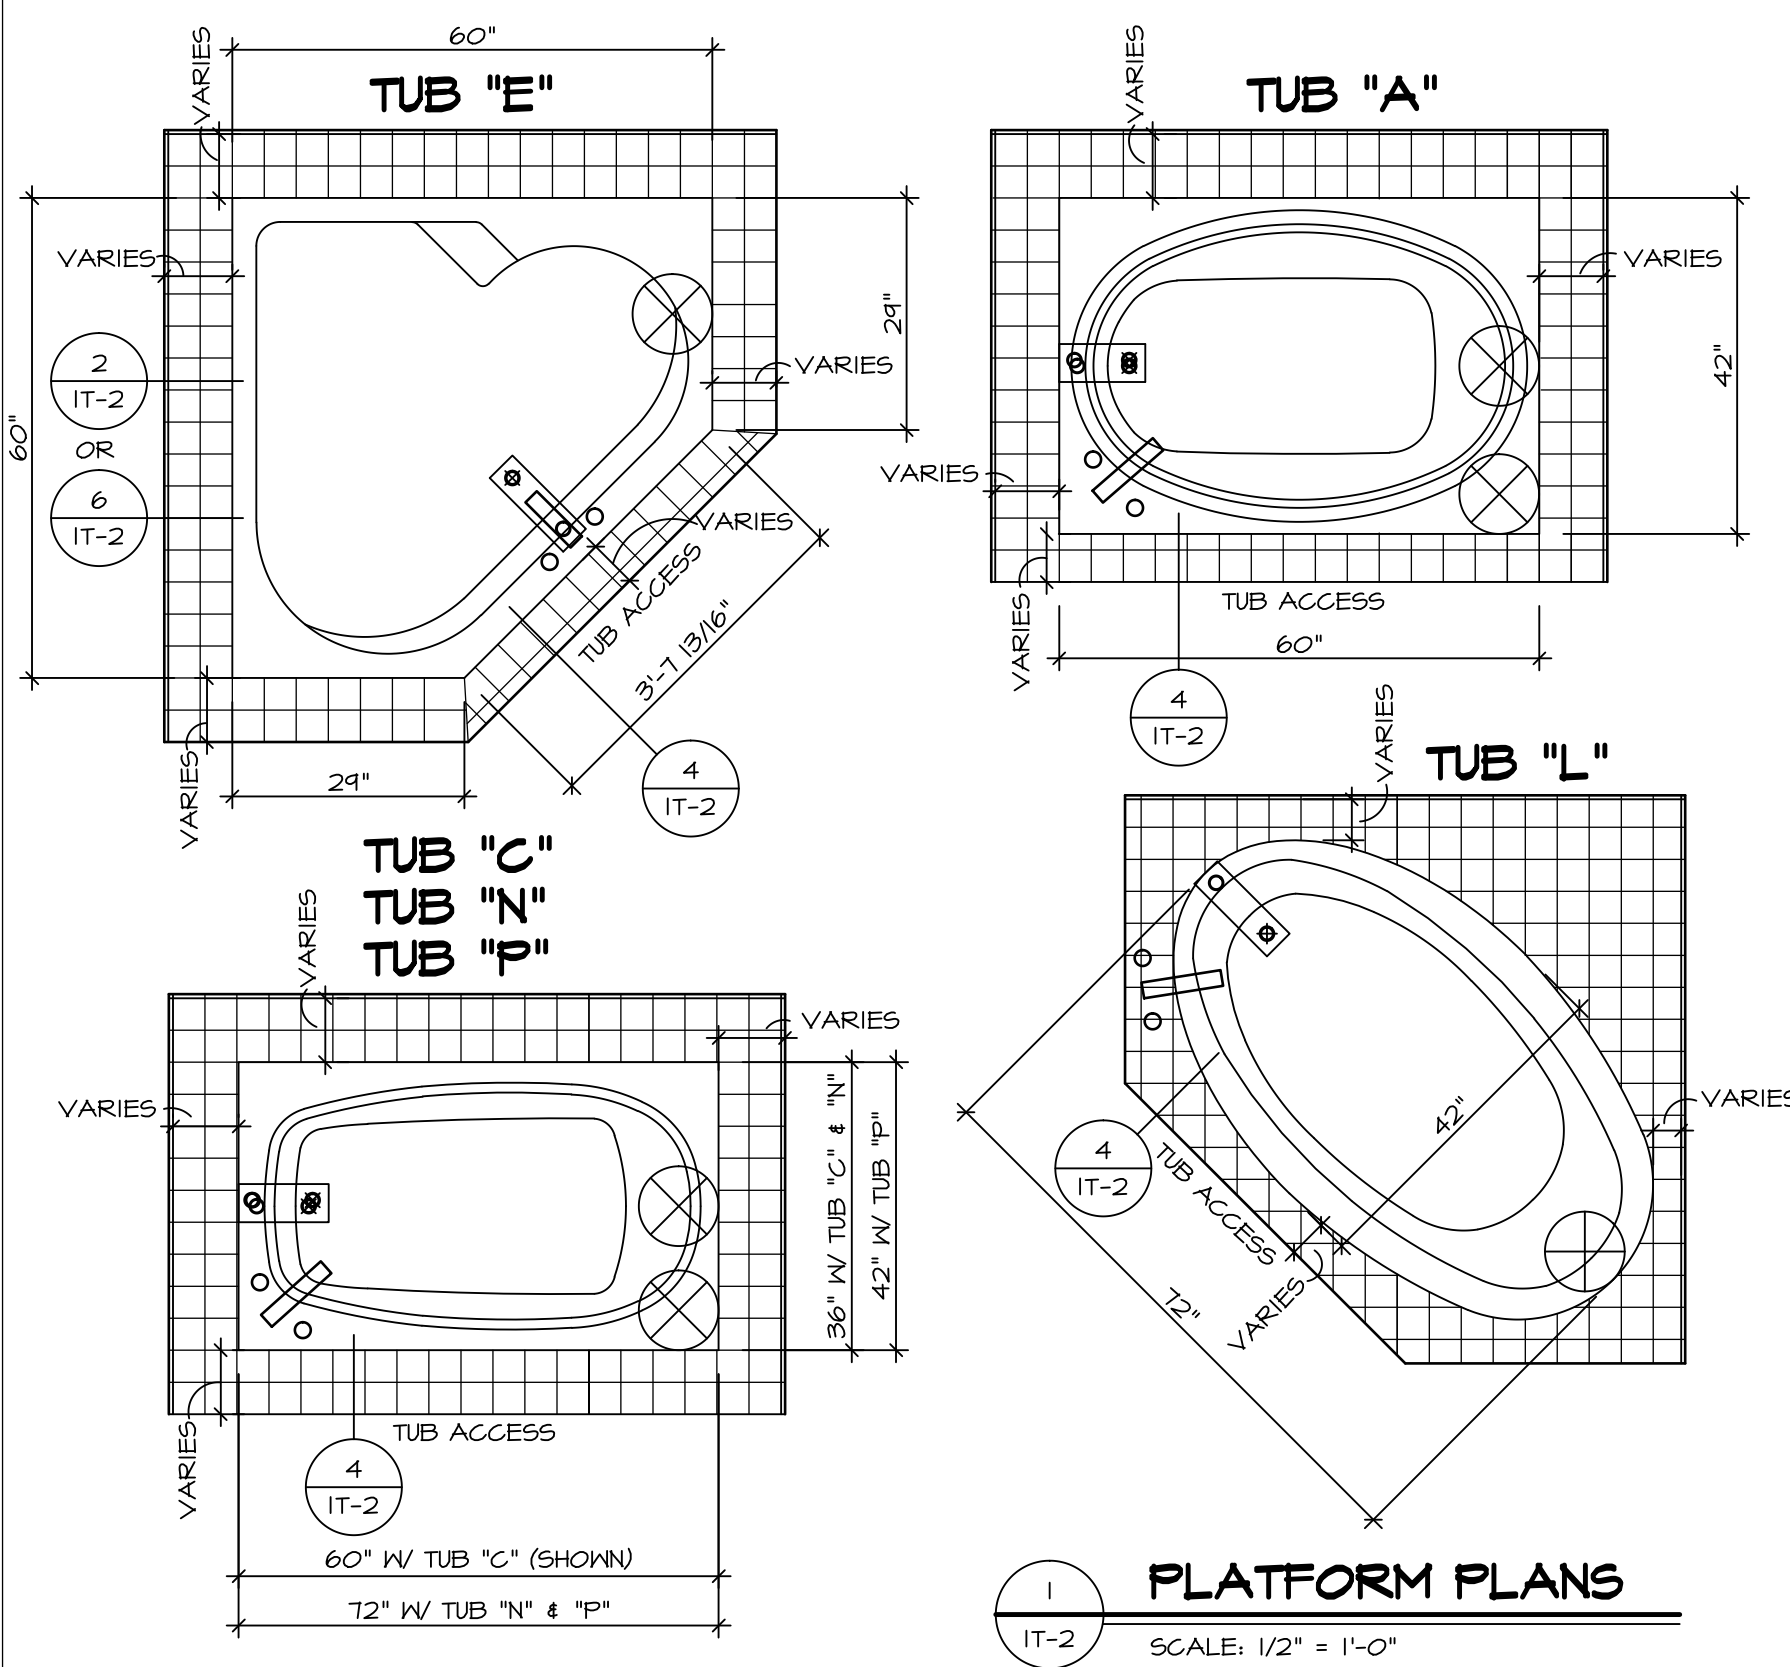 60"
VARIES
TUB "E"
VARIES
2
IT-2
OR
6
IT-2
60"
29"
VARIES
VARIES
TUB ACCESS
3'-7 13/16"
29"
VARIES
4
IT-2
VARIES
TUB "A"
VARIES
42"
VARIES
VARIES
TUB ACCESS
60"
4
IT-2
TUB "C"
TUB "N"
TUB "P"
VARIES
VARIES
VARIES
36" W/ TUB "C" & "N"
42" W/ TUB "P"
VARIES
TUB ACCESS
4
IT-2
60" W/ TUB "C" (SHOWN)
72" W/ TUB "N" & "P"
VARIES
TUB "L"
VARIES
42"
4
IT-2
TUB ACCESS
VARIES
72"
1
IT-2
PLATFORM PLANS
SCALE: 1/2" = 1'-0"